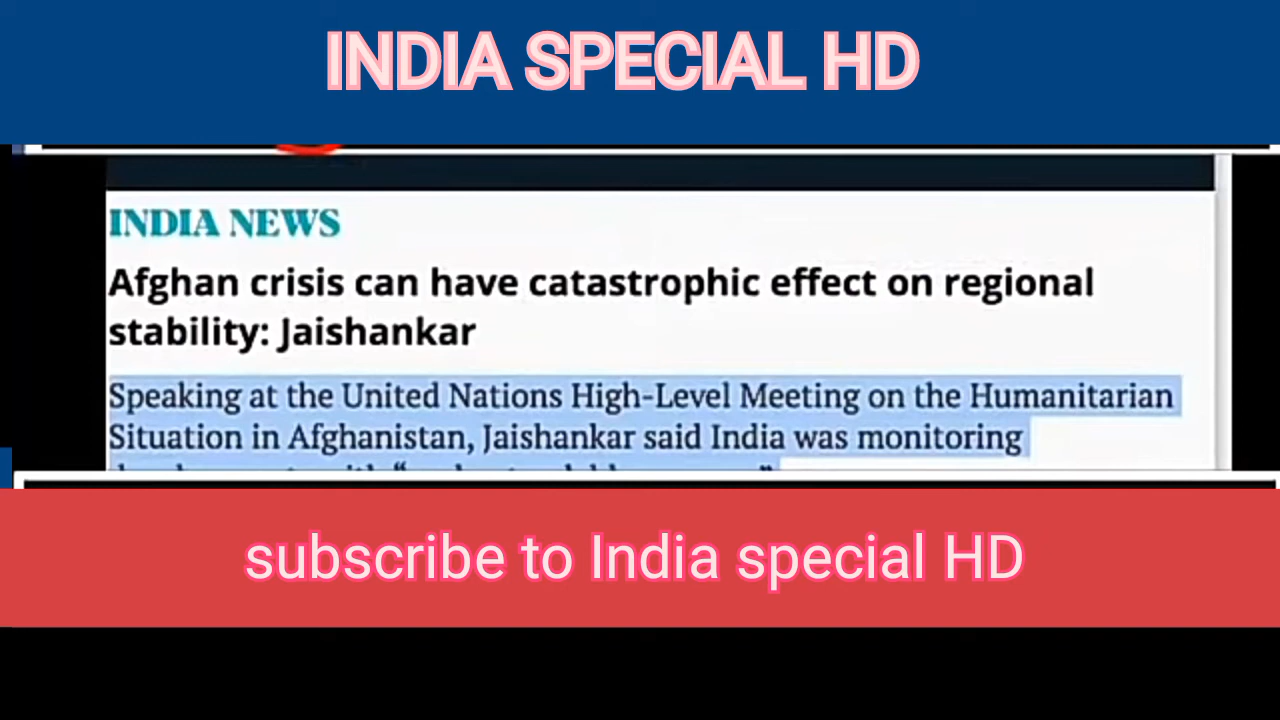 INDIA SPECIAL HD
INDIA NEWS
Afghan crisis can have catastrophic effect on regional
stability: Jaishankar
Speaking at the United Nations High-Level Meeting on the Humanitarian
Situation in Afghanistan, Jaishankar said India was monitoring
subscribe to India special HD